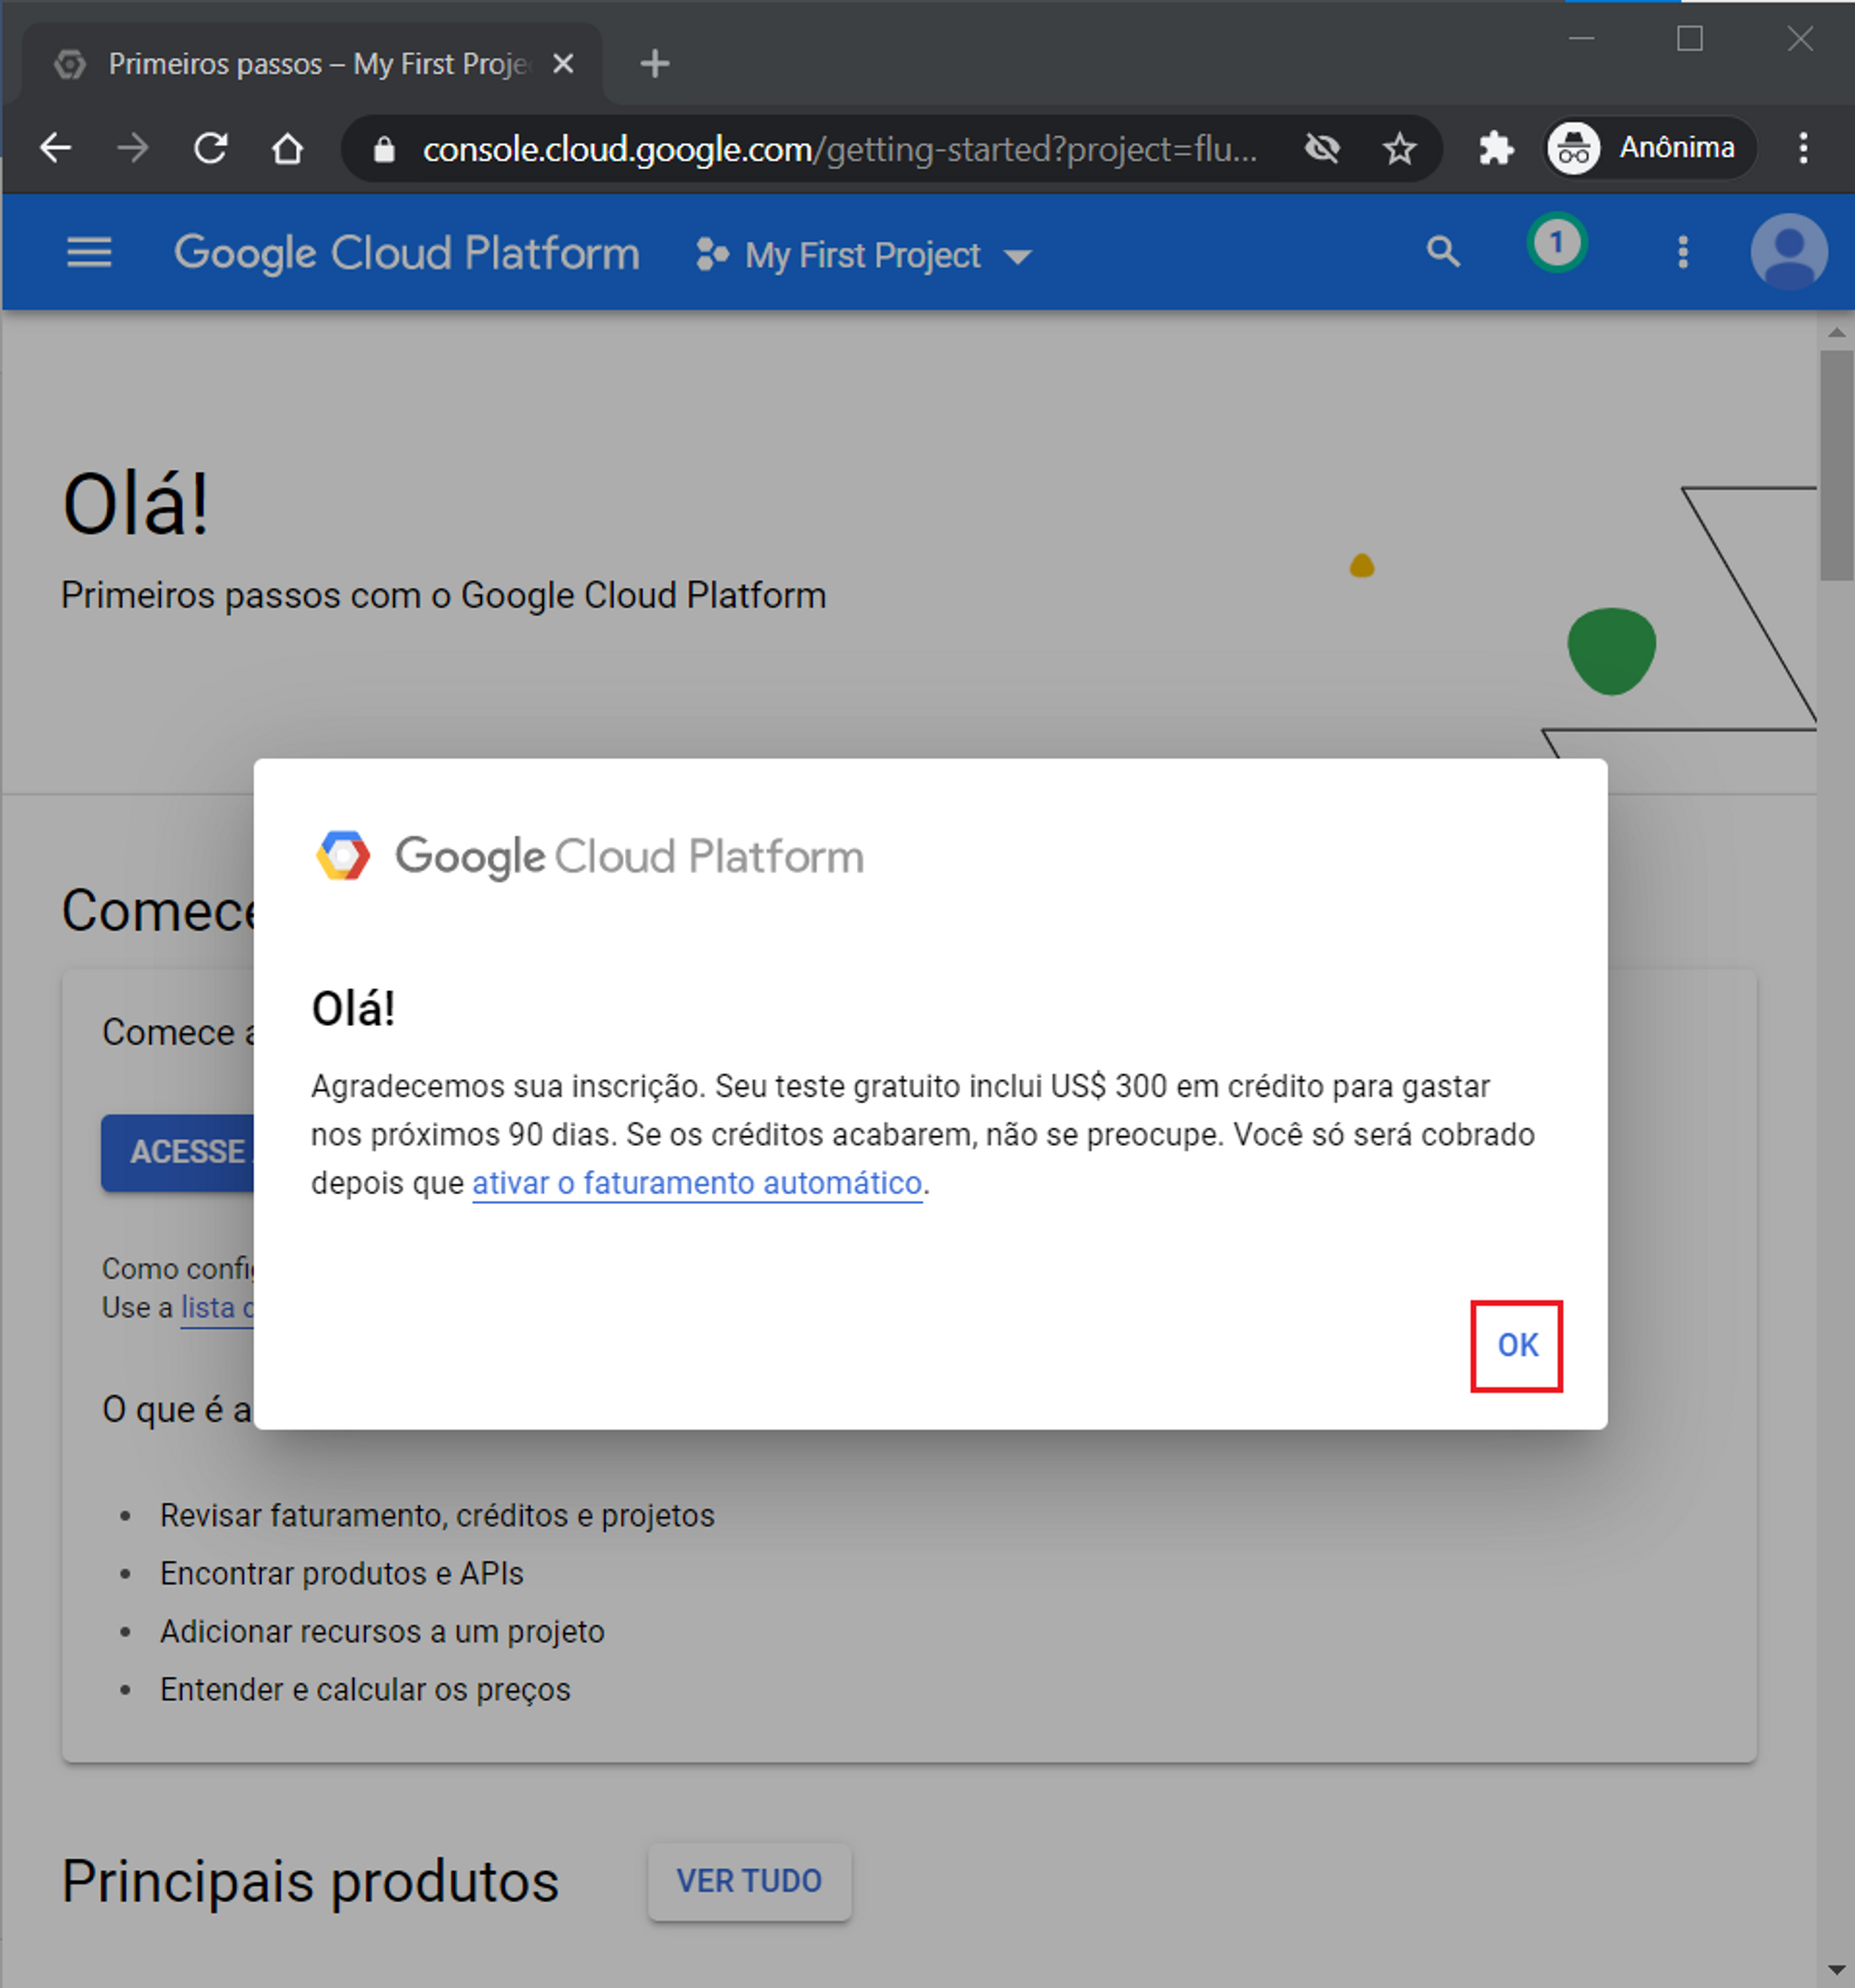 Primeiros passos – My First Proje
console.cloud.google.com/getting-started?project=flu...
Anônima
Google Cloud Platform
My First Project
1
Olá!
Primeiros passos com o Google Cloud Platform
Comece
Comece a
ACESSE
Como config
Use a lista
O que é a
Google Cloud Platform
Olá!
Agradecemos sua inscrição. Seu teste gratuito inclui US$ 300 em crédito para gastar
nos próximos 90 dias. Se os créditos acabarem, não se preocupe. Você só será cobrado
depois que ativar o faturamento automático.
OK
• Revisar faturamento, créditos e projetos
• Encontrar produtos e APIs
• Adicionar recursos a um projeto
• Entender e calcular os preços
Principais produtos
VER TUDO